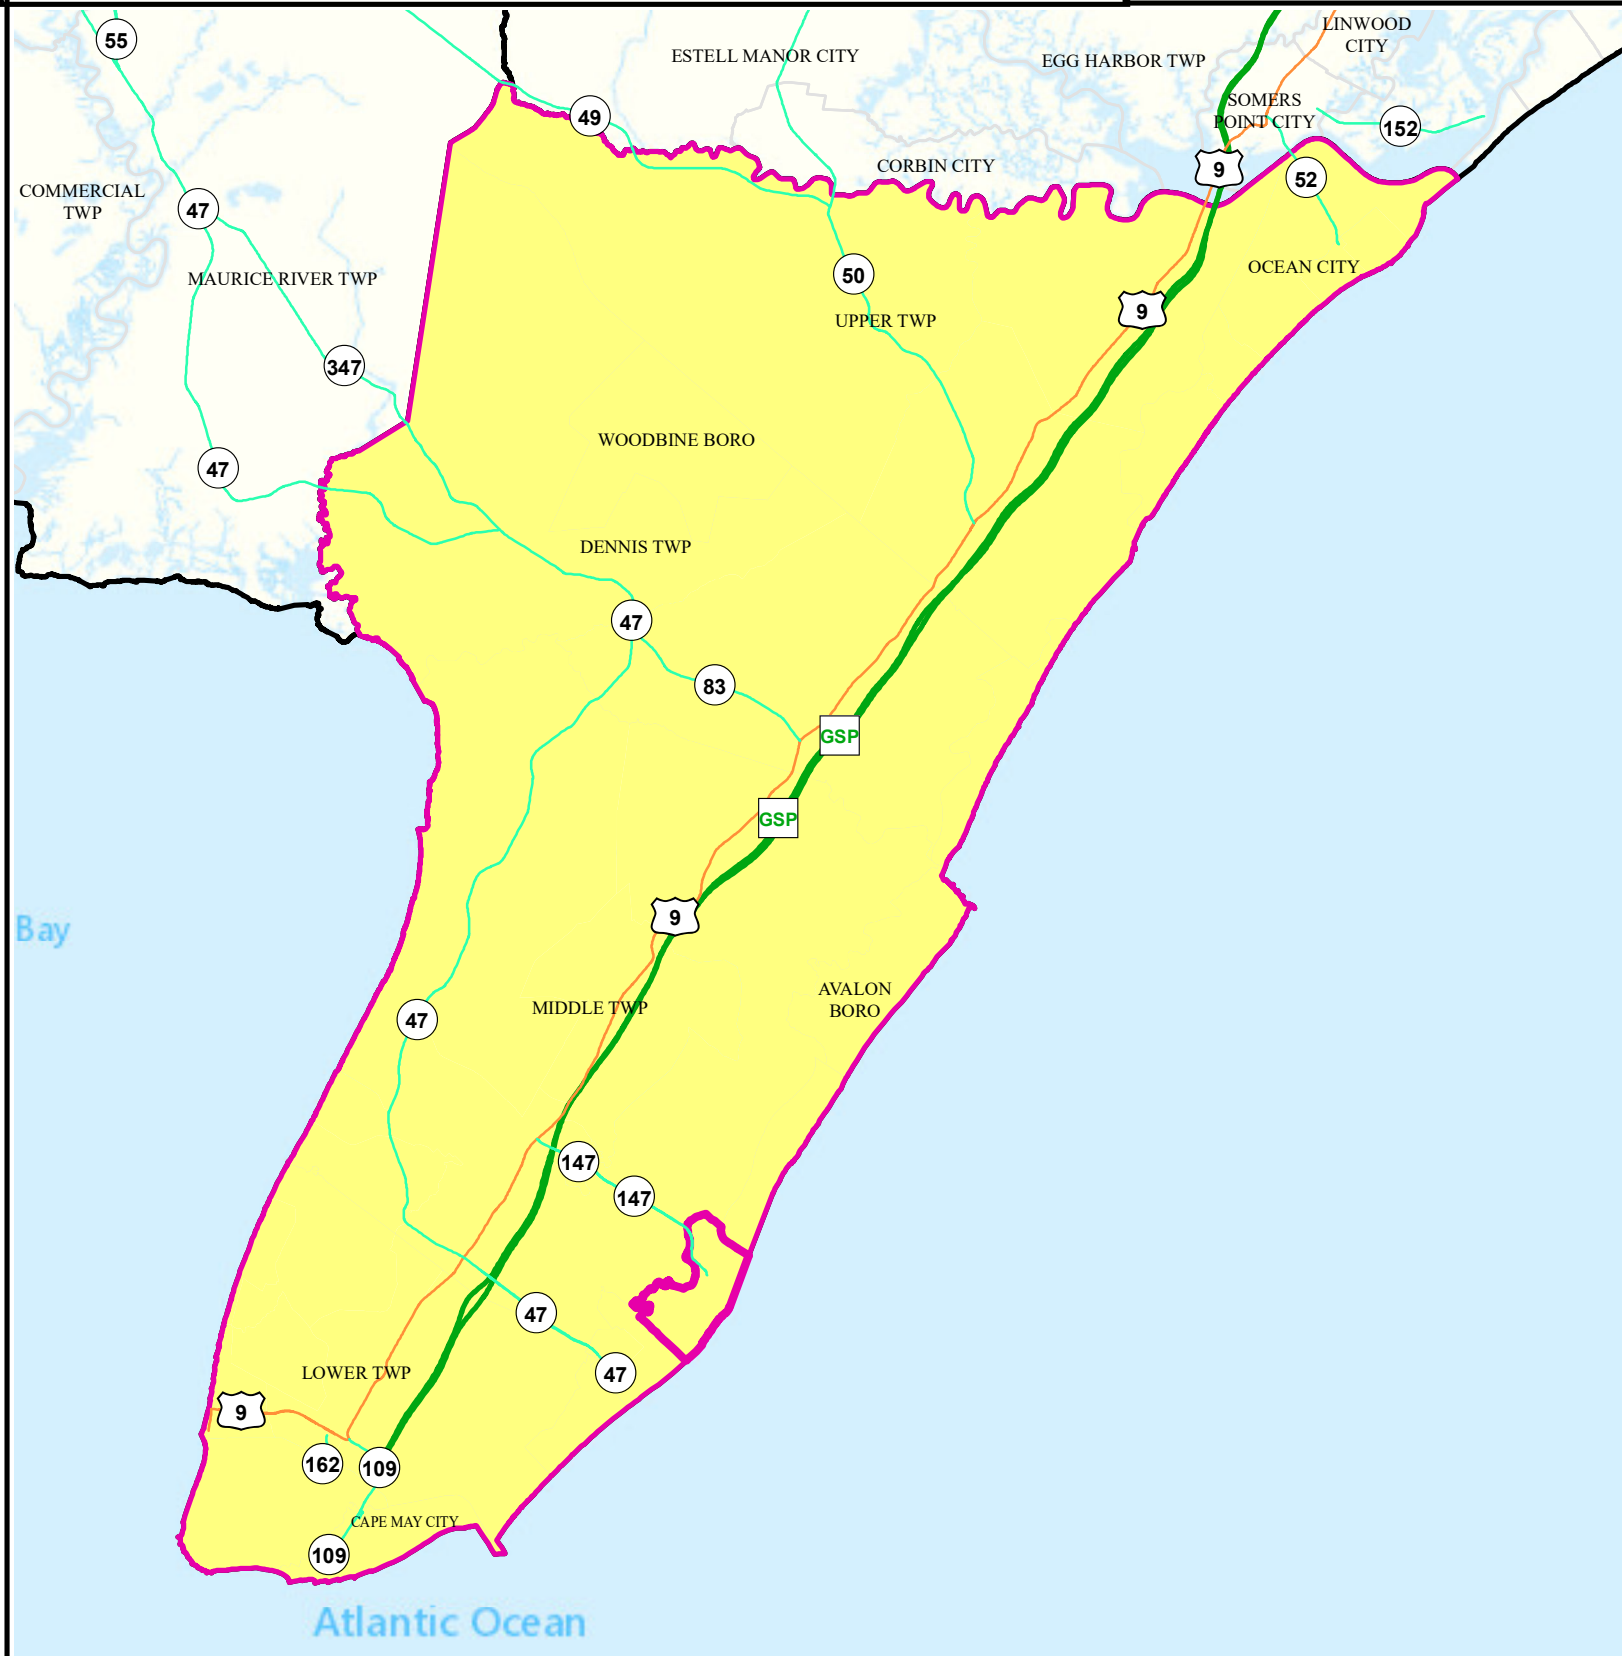 55
ESTELL MANOR CITY
EGG HARBOR TWP
LINWOOD
CITY
49
SOMERS
POINT CITY
152
COMMERCIAL
TWP
CORBIN CITY
9
52
47
MAURICE RIVER TWP
50
OCEAN CITY
9
UPPER TWP
347
WOODBINE BORO
47
DENNIS TWP
47
83
GSP
GSP
9
Bay
MIDDLE TWP
AVALON
BORO
47
147
147
47
LOWER TWP
47
9
162
109
CAPE MAY CITY
109
Atlantic Ocean